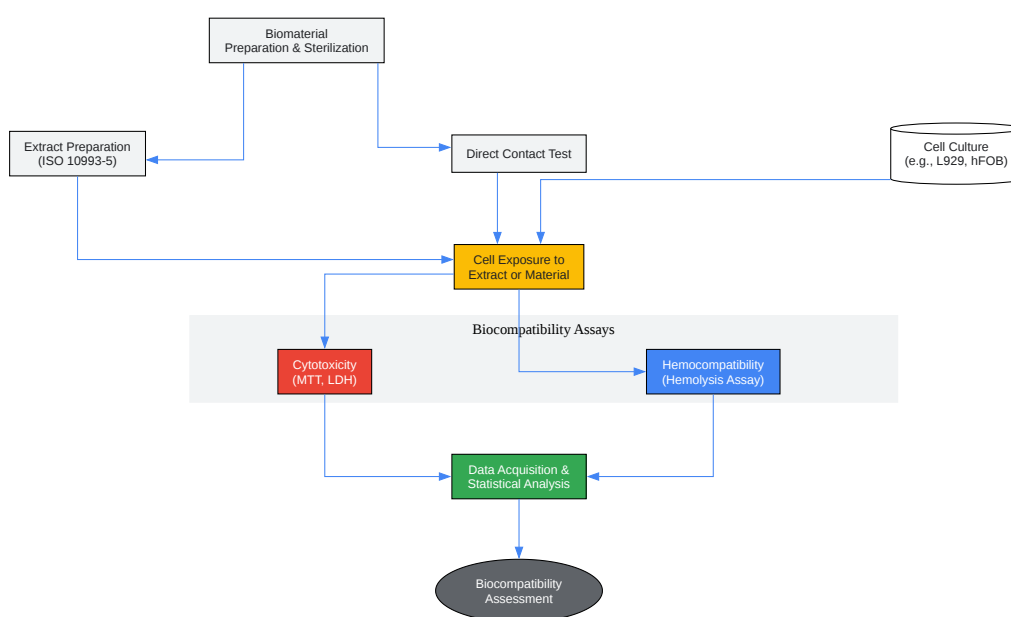 Biomaterial
Preparation & Sterilization
Extract Preparation
(ISO 10993-5)
Direct Contact Test
Cell Culture
(e.g., L929, hFOB)
Cell Exposure to
Extract or Material
Biocompatibility Assays
Cytotoxicity
(MTT, LDH)
Hemocompatibility
(Hemolysis Assay)
Data Acquisition &
Statistical Analysis
Biocompatibility
Assessment